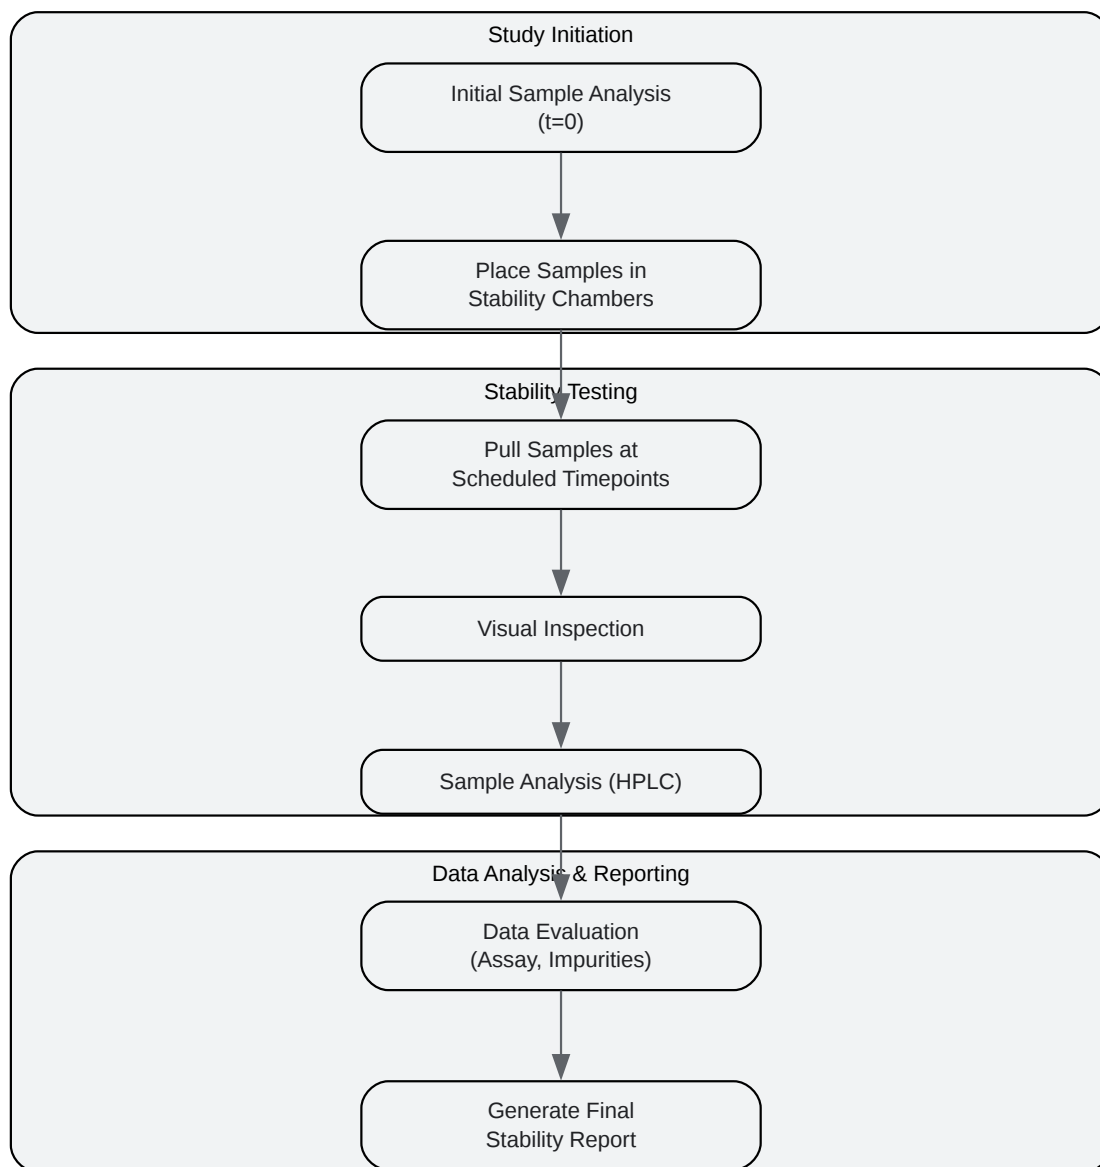 Study Initiation
Initial Sample Analysis
(t=0)
Place Samples in
Stability Chambers
Stability Testing
Pull Samples at
Scheduled Timepoints
Visual Inspection
Sample Analysis (HPLC)
Data Analysis & Reporting
Data Evaluation
(Assay, Impurities)
Generate Final
Stability Report